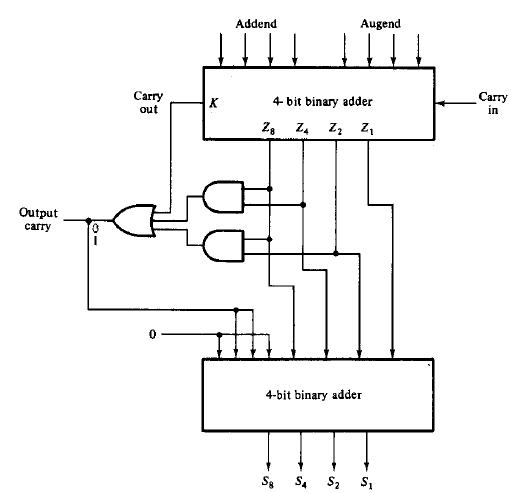 Addend Augend
Carry out
K
4-bit binary adder
Carry in
Z8 Z4 Z2 Z1
Output carry
0
1
0
4-bit binary adder
S8 S4 S2 S1